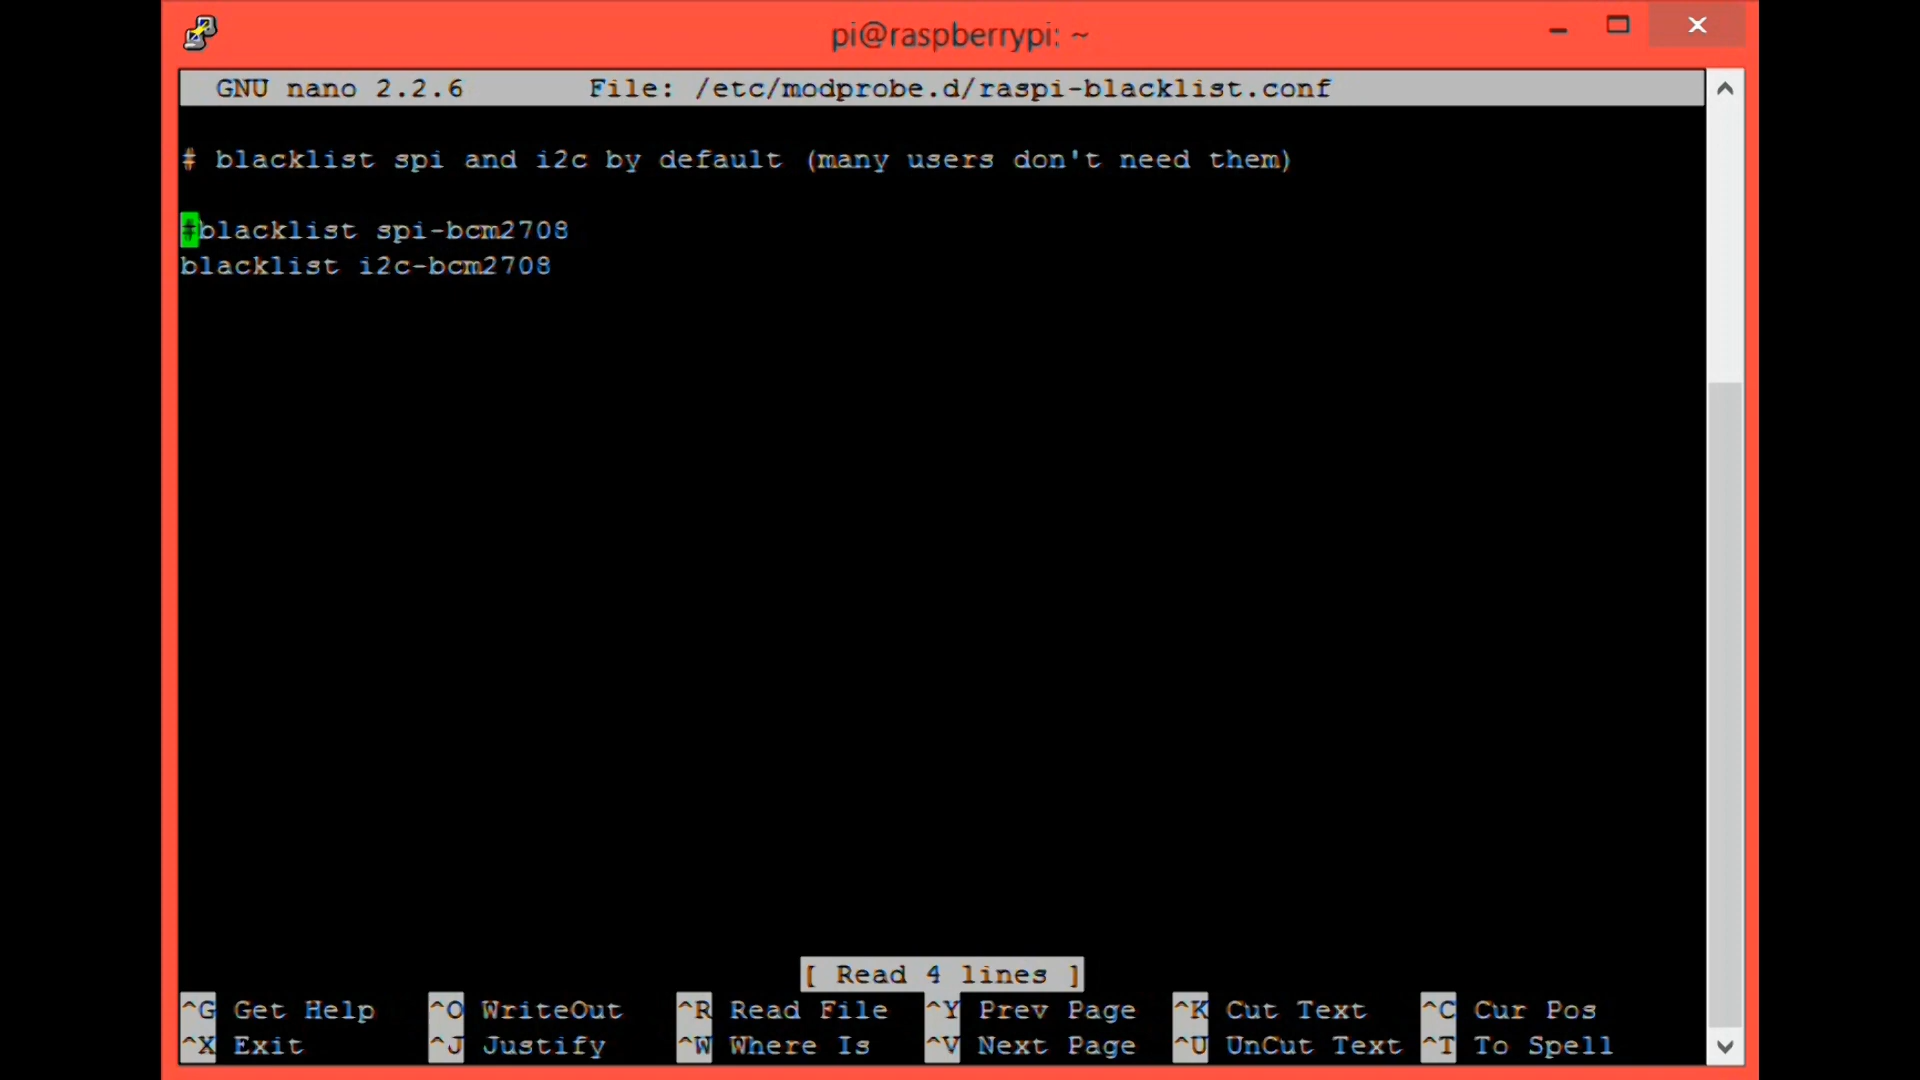 pi@raspberrypi: ~
GNU nano 2.2.6 File: /etc/modprobe.d/raspi-blacklist.conf
# blacklist spi and i2c by default (many users don't need them)
#blacklist spi-bcm2708
blacklist i2c-bcm2708
[ Read 4 lines ]
^G Get Help ^O WriteOut ^R Read File ^Y Prev Page ^K Cut Text ^C Cur Pos
^X Exit ^J Justify ^W Where Is ^V Next Page ^U UnCut Text ^T To Spell